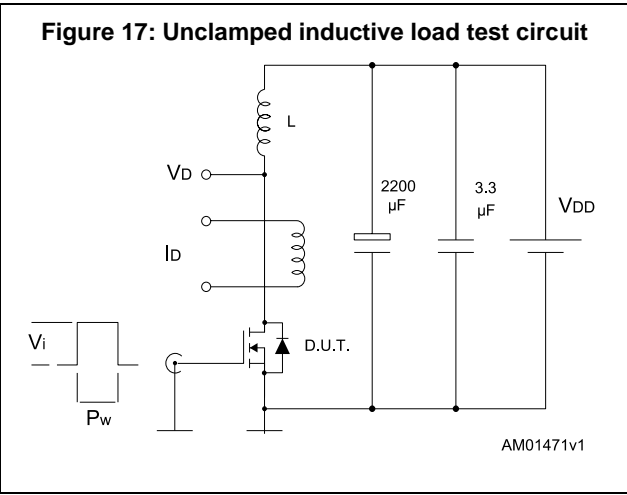 Figure 17: Unclamped inductive load test circuit
L
VD
2200
µF
3.3
µF
VDD
ID
Vi
D.U.T.
Pw
AM01471v1